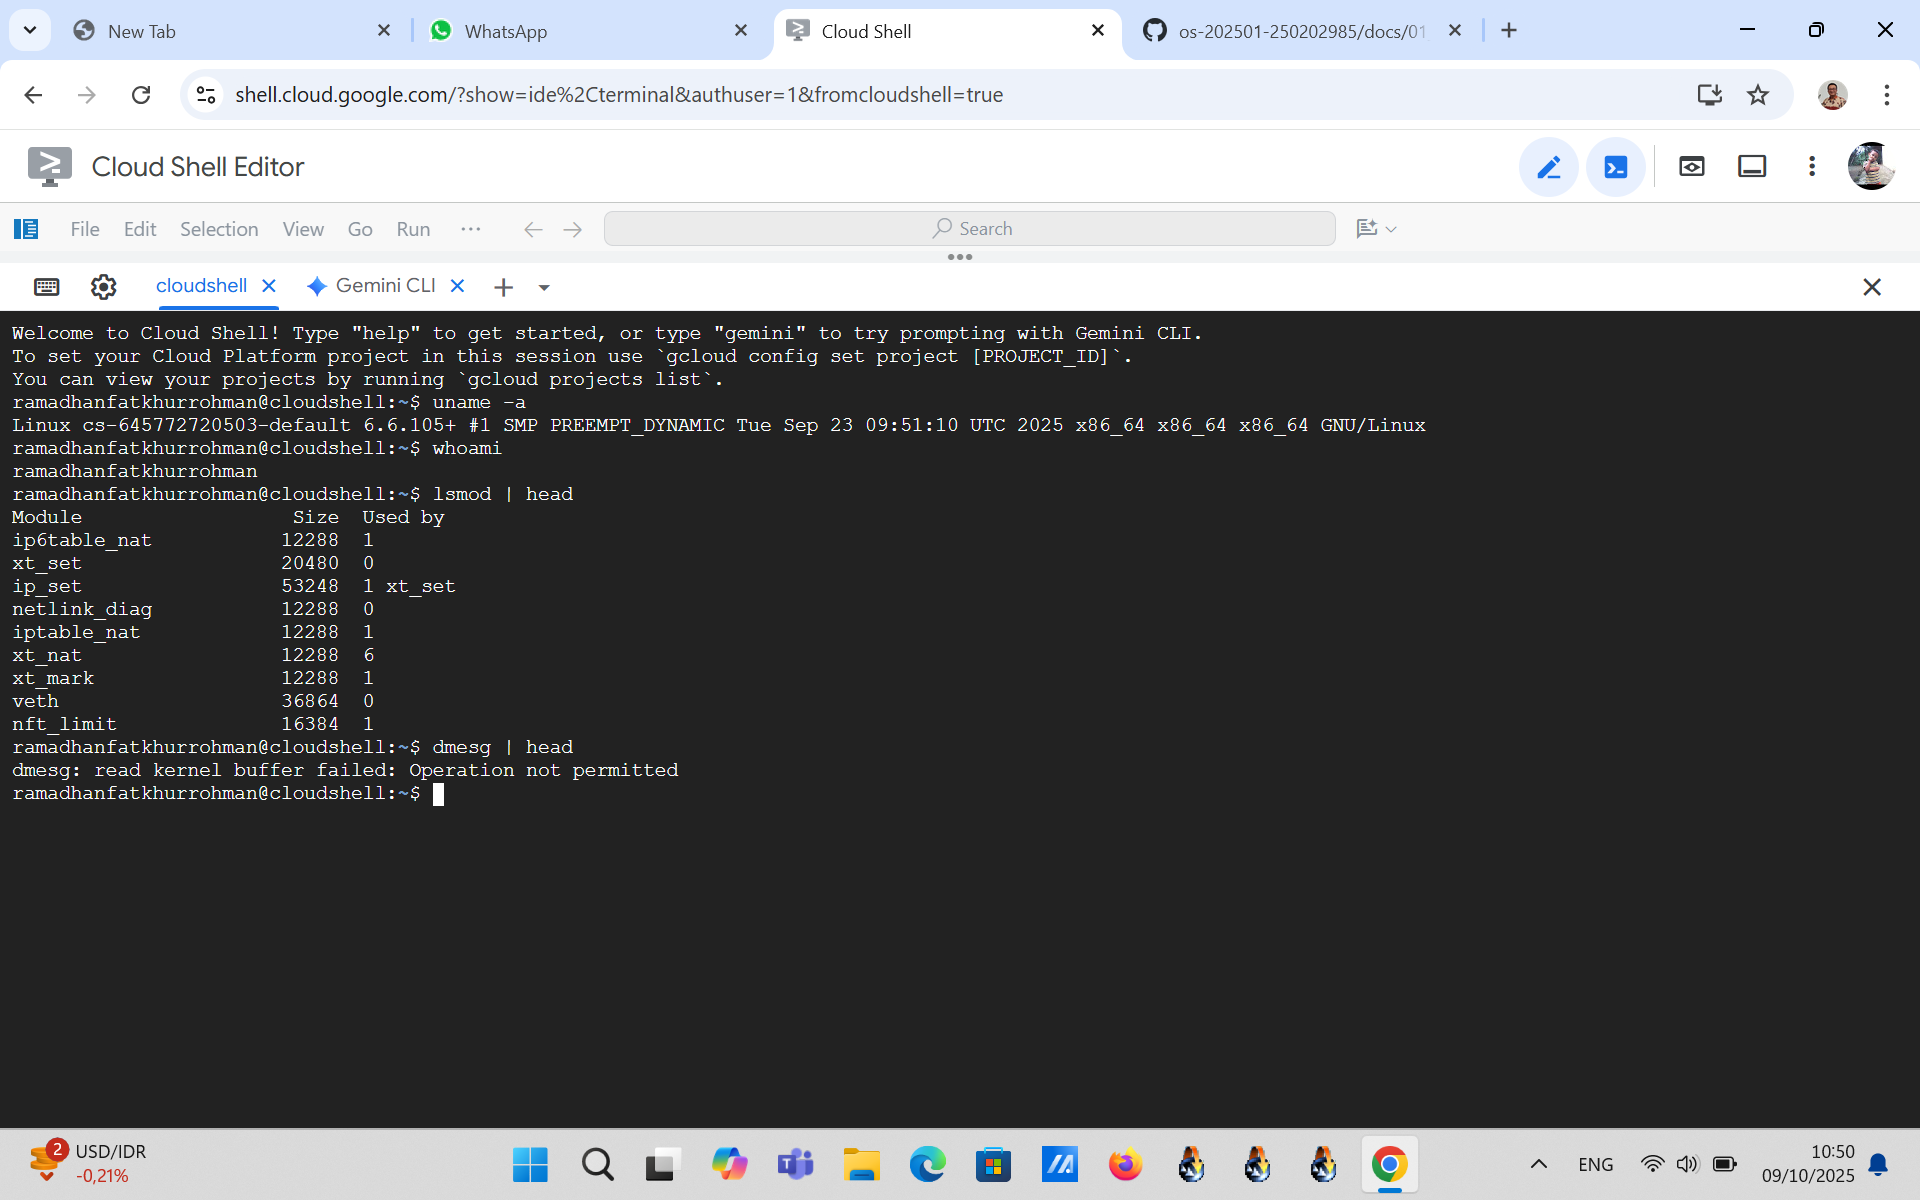 New Tab
WhatsApp
Cloud Shell
os-202501-250202985/docs/01
shell.cloud.google.com/?show=ide%2Cterminal&authuser=1&fromcloudshell=true
Cloud Shell Editor
File Edit Selection View Go Run ··· Search
cloudshell Gemini CLI
Welcome to Cloud Shell! Type "help" to get started, or type "gemini" to try prompting with Gemini CLI.
To set your Cloud Platform project in this session use `gcloud config set project [PROJECT_ID]`.
You can view your projects by running `gcloud projects list`.
ramadhanfatkhurrohman@cloudshell:~$ uname -a
Linux cs-645772720503-default 6.6.105+ #1 SMP PREEMPT_DYNAMIC Tue Sep 23 09:51:10 UTC 2025 x86_64 x86_64 x86_64 GNU/Linux
ramadhanfatkhurrohman@cloudshell:~$ whoami
ramadhanfatkhurrohman
ramadhanfatkhurrohman@cloudshell:~$ lsmod | head
Module                  Size  Used by
ip6table_nat           12288  1
xt_set                 20480  0
ip_set                 53248  1 xt_set
netlink_diag           12288  0
iptable_nat            12288  1
xt_nat                 12288  6
xt_mark                12288  1
veth                   36864  0
nft_limit              16384  1
ramadhanfatkhurrohman@cloudshell:~$ dmesg | head
dmesg: read kernel buffer failed: Operation not permitted
ramadhanfatkhurrohman@cloudshell:~$
2
USD/IDR
-0,21%
ENG
10:50
09/10/2025